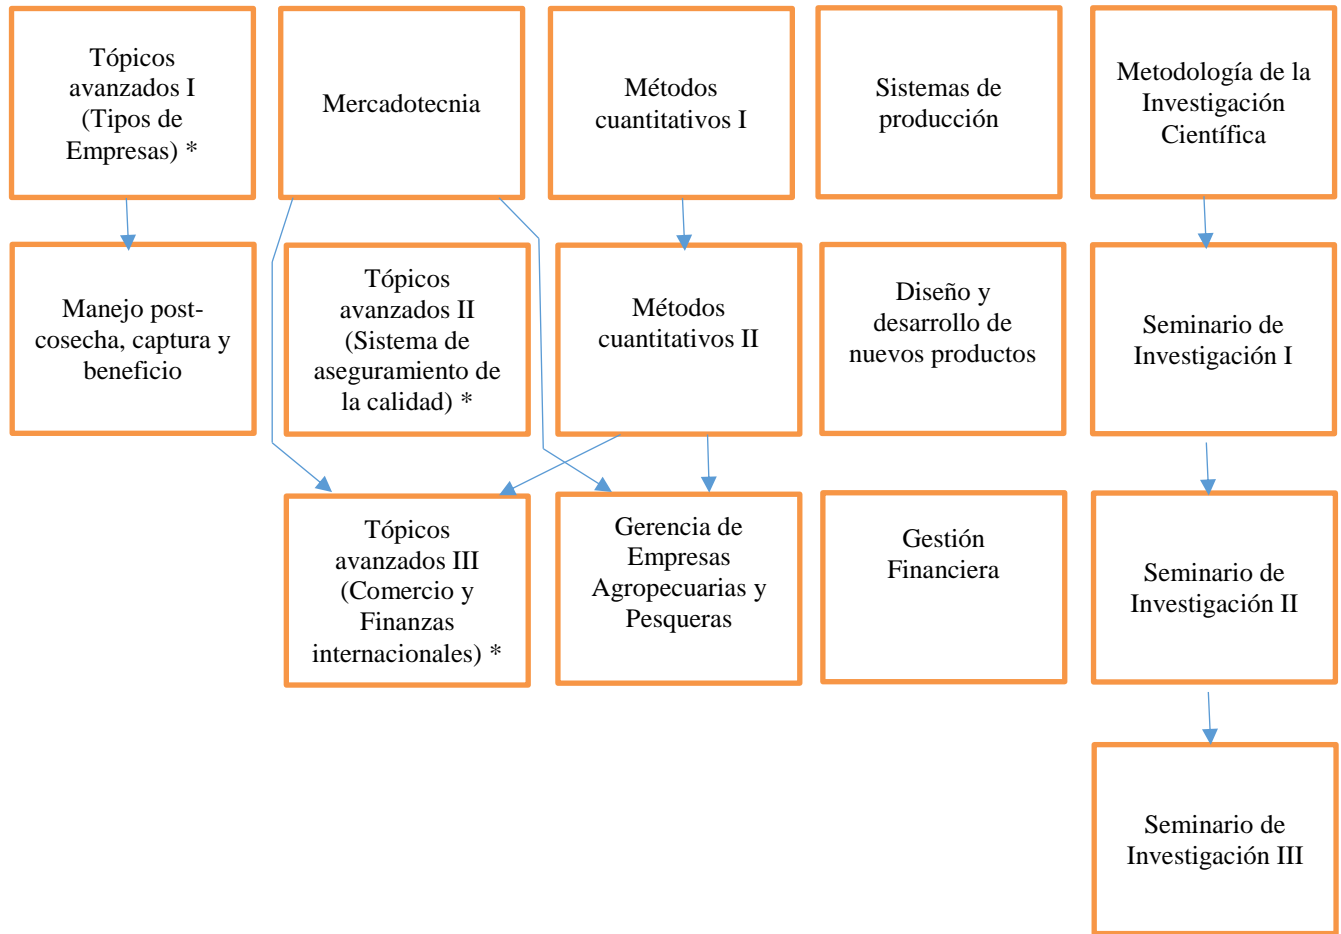 Tópicos
avanzados I
(Tipos de
Empresas) *
Mercadotecnia
Métodos
cuantitativos I
Sistemas de
producción
Metodología de la
Investigación
Científica
Manejo post-
cosecha, captura y
beneficio
Tópicos
avanzados II
(Sistema de
aseguramiento de
la calidad) *
Métodos
cuantitativos II
Diseño y
desarrollo de
nuevos productos
Seminario de
Investigación I
Tópicos
avanzados III
(Comercio y
Finanzas
internacionales) *
Gerencia de
Empresas
Agropecuarias y
Pesqueras
Gestión
Financiera
Seminario de
Investigación II
Seminario de
Investigación III